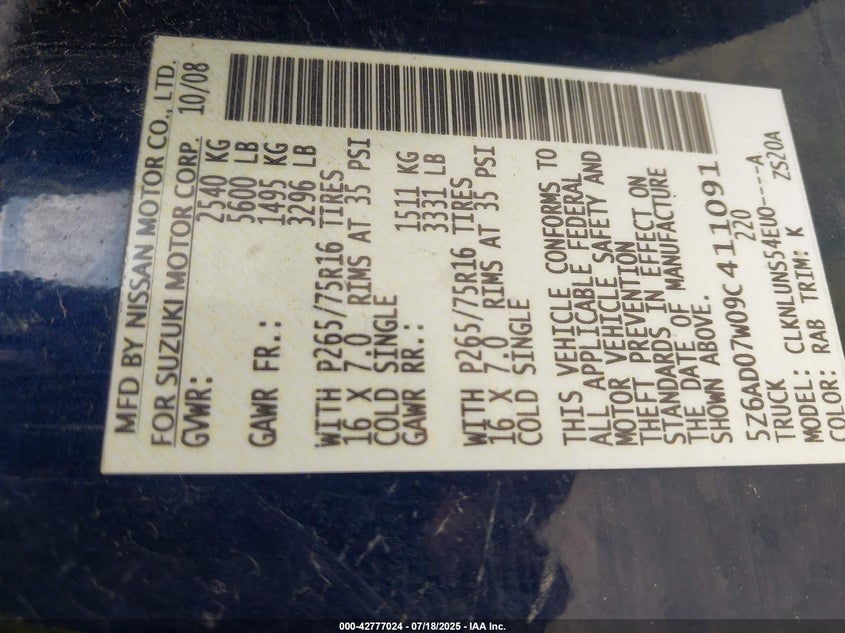 MFD BY NISSAN MOTOR CO., LTD.
FOR SUZUKI MOTOR CORP. 10/08
GVWR: 2540 KG
5600 LB
GAWR FR.: 1495 KG
3296 LB
WITH P265/75R16 TIRES
16 X 7.0 RIMS AT 35 PSI
COLD SINGLE
GAWR RR.: 1511 KG
3331 LB
WITH P265/75R16 TIRES
16 X 7.0 RIMS AT 35 PSI
COLD SINGLE
THIS VEHICLE CONFORMS TO
ALL APPLICABLE FEDERAL
MOTOR VEHICLE SAFETY AND
THEFT PREVENTION
STANDARDS IN EFFECT ON
THE DATE OF MANUFACTURE
SHOWN ABOVE.
5Z6AD07W09C411091
TRUCK 220
MODEL: CLKNLUNS54EUO----A
COLOR: RAB TRIM: K ZS20A
000-42777024 - 07/18/2025 - IAA Inc.